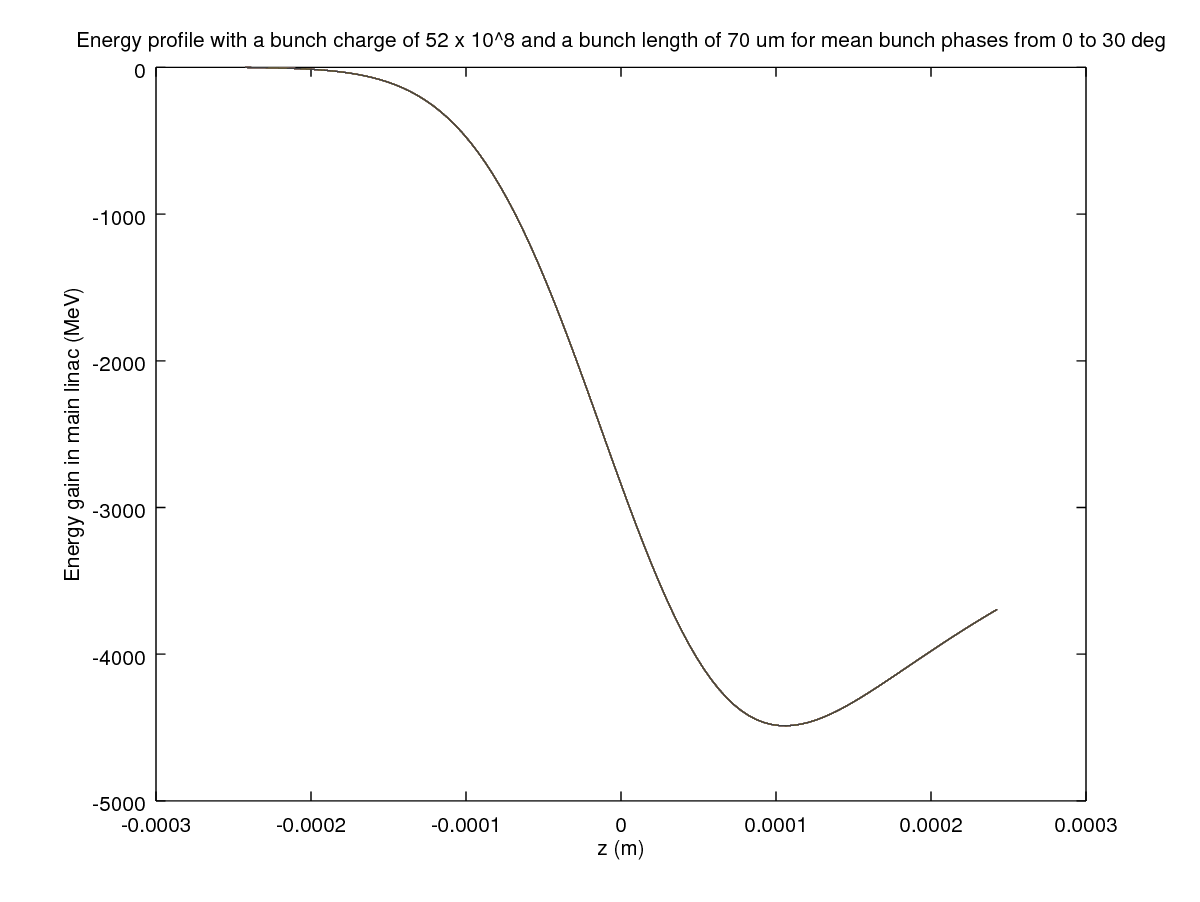 Energy profile with a bunch charge of 52 x 10^8 and a bunch length of 70 um for mean bunch phases from 0 to 30 deg
0
-1000
-2000
-3000
-4000
-5000
Energy gain in main linac (MeV)
-0.0003 -0.0002 -0.0001 0 0.0001 0.0002 0.0003
z (m)